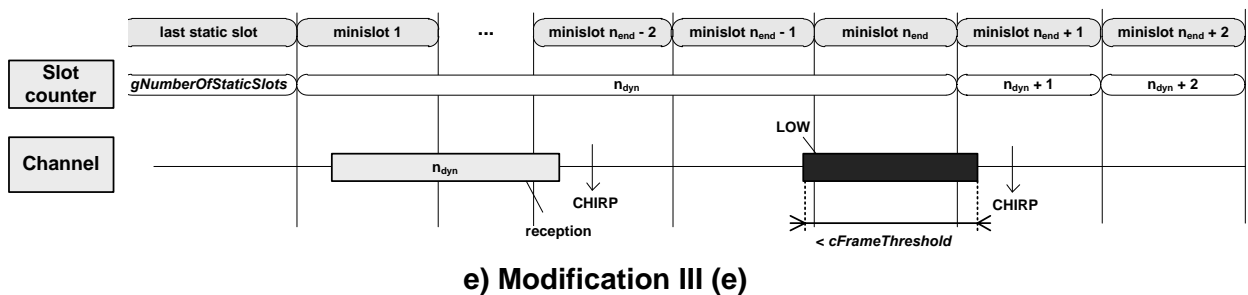 last static slot minislot 1 ... minislot nend - 2 minislot nend - 1 minislot nend minislot nend + 1 minislot nend + 2
Slot
counter
gNumberOfStaticSlots ndyn ndyn + 1 ndyn + 2
LOW
Channel
ndyn
CHIRP
CHIRP
reception
< cFrameThreshold
e) Modification III (e)